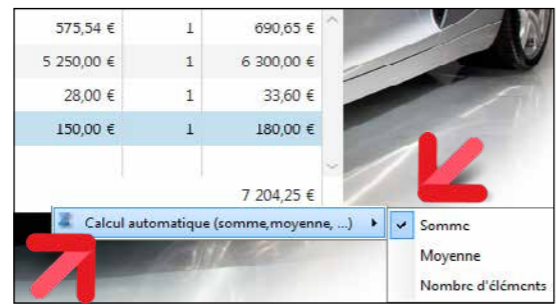 575,54 € 1 690,65 €
5 250,00 € 1 6 300,00 €
28,00 € 1 33,60 €
150,00 € 1 180,00 €
7 204,25 €
Calcul automatique (somme,moyenne, ...)
Somme
Moyenne
Nombre d'éléments